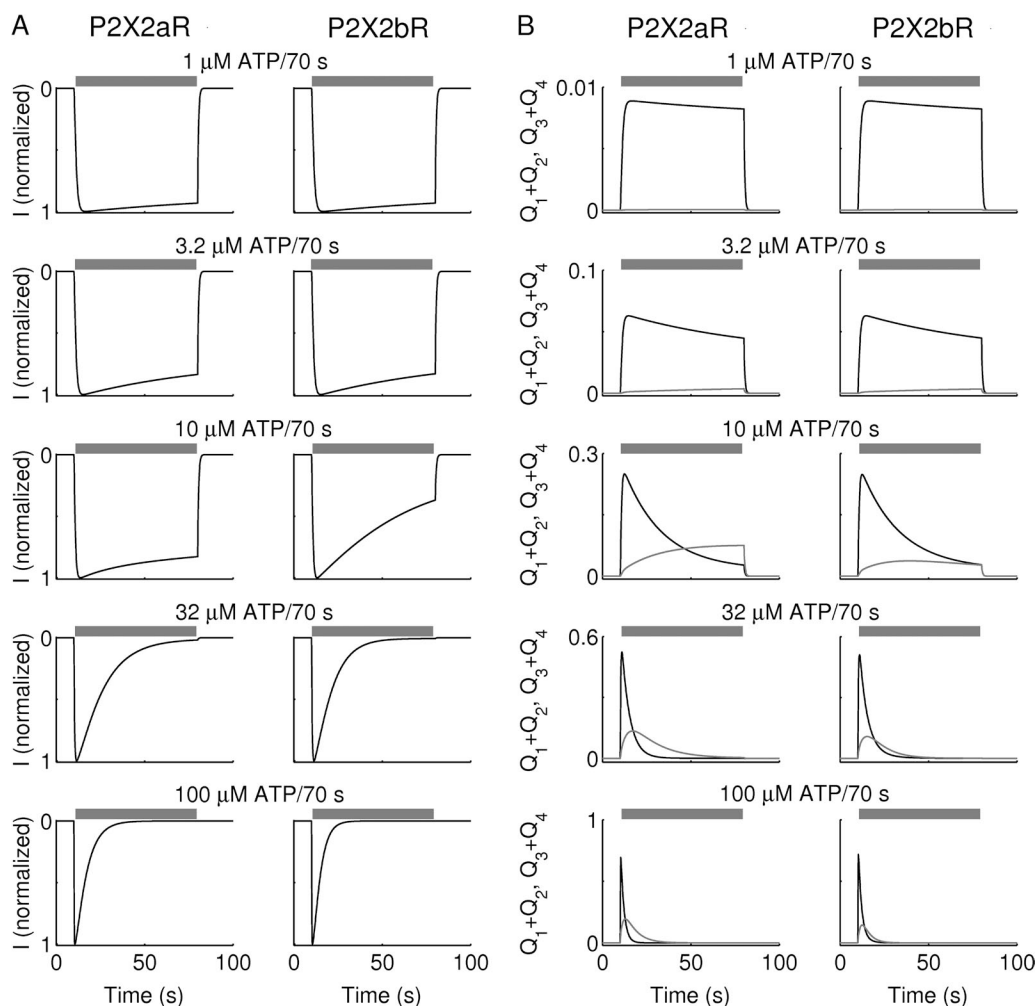 A P2X2aR P2X2bR B P2X2aR P2X2bR
1 μM ATP/70 s 1 μM ATP/70 s
0 0.01
I (normalized) Q1+Q2, Q3+Q4
1 0
3.2 μM ATP/70 s 3.2 μM ATP/70 s
0 0.1
I (normalized) Q1+Q2, Q3+Q4
1 0
10 μM ATP/70 s 10 μM ATP/70 s
0 0.3
I (normalized) Q1+Q2, Q3+Q4
1 0
32 μM ATP/70 s 32 μM ATP/70 s
0 0.6
I (normalized) Q1+Q2, Q3+Q4
1 0
100 μM ATP/70 s 100 μM ATP/70 s
0 1
I (normalized) Q1+Q2, Q3+Q4
1 0
0 50 100 0 50 100 0 50 100 0 50 100
Time (s) Time (s) Time (s) Time (s)